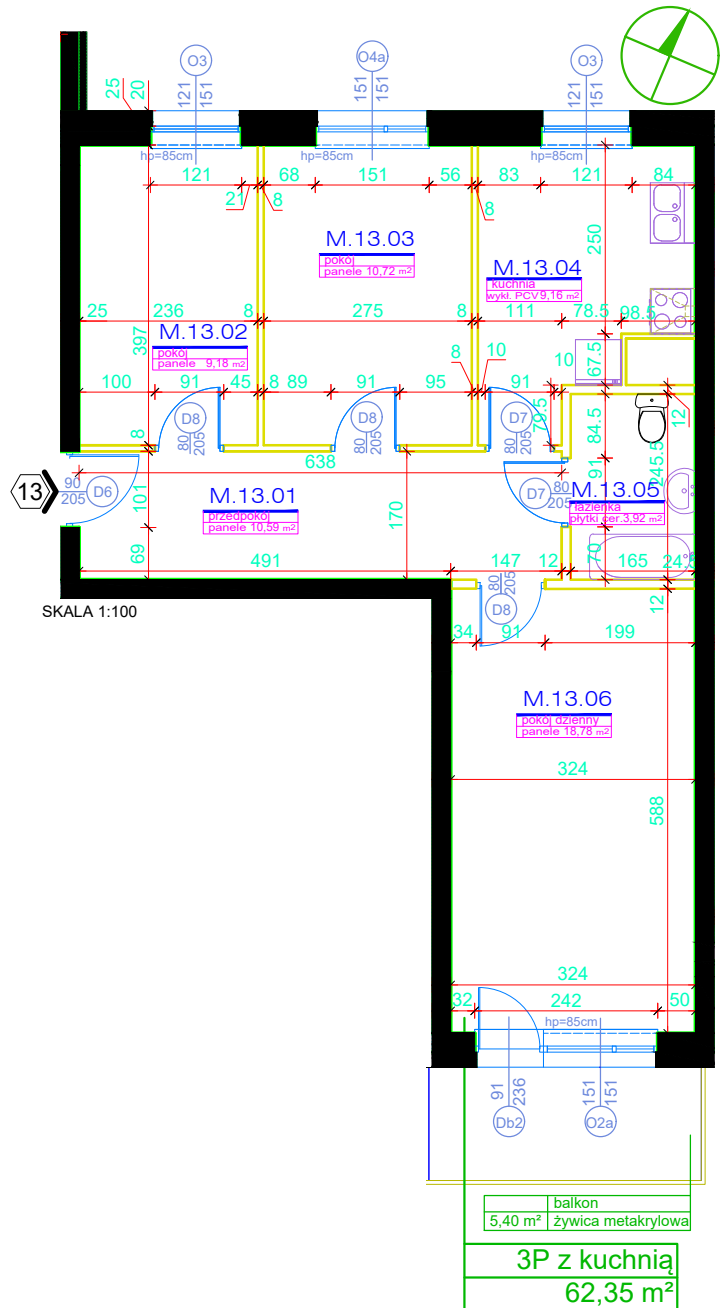 O3
O4a
O3
25
20
121
151
151
151
121
151
hp=85cm
hp=85cm
hp=85cm
121
68
151
56
83
121
84
21
8
8
250
M.13.03
pokój
panele 10,72 m²
M.13.04
kuchnia
wykł. PCV 9,16 m²
25
236
8
275
8
111
78.5
98.5
397
M.13.02
pokój
panele 9,18 m²
8
10
10
67.5
100
91
45
8
89
91
95
91
79.5
12
D8
80
205
D8
80
205
D7
80
205
84.5
8
638
91
245.5
13
90
205
D6
101
M.13.01
przedpokój
panele 10,59 m²
170
D7
80
205
M.13.05
łazienka
płytki cer. 3,92 m²
69
491
147
12
70
165
24.5
SKALA 1:100
80
205
D8
12
34
91
199
M.13.06
pokój dzienny
panele 18,78 m²
324
588
324
32
242
50
hp=85cm
91
236
151
151
Db2
O2a
balkon
5,40 m² żywica metakrylowa
3P z kuchnią
62,35 m²